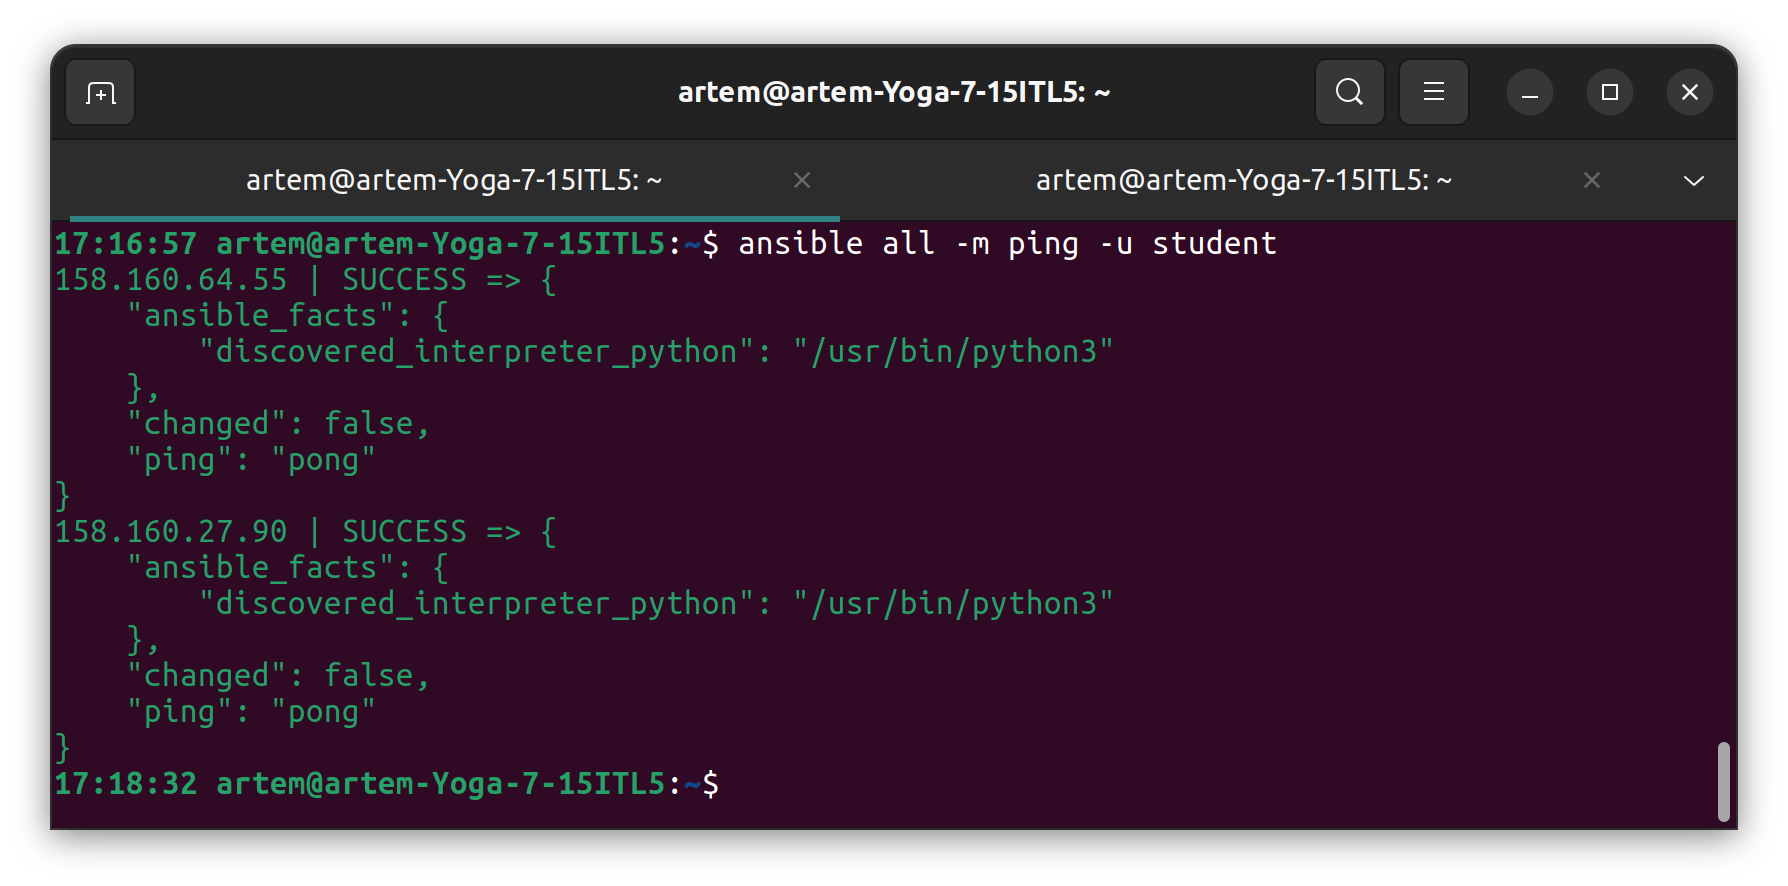 artem@artem-Yoga-7-15ITL5: ~
artem@artem-Yoga-7-15ITL5: ~
artem@artem-Yoga-7-15ITL5: ~
17:16:57 artem@artem-Yoga-7-15ITL5:~$ ansible all -m ping -u student
158.160.64.55 | SUCCESS => {
    "ansible_facts": {
        "discovered_interpreter_python": "/usr/bin/python3"
    },
    "changed": false,
    "ping": "pong"
}
158.160.27.90 | SUCCESS => {
    "ansible_facts": {
        "discovered_interpreter_python": "/usr/bin/python3"
    },
    "changed": false,
    "ping": "pong"
}
17:18:32 artem@artem-Yoga-7-15ITL5:~$